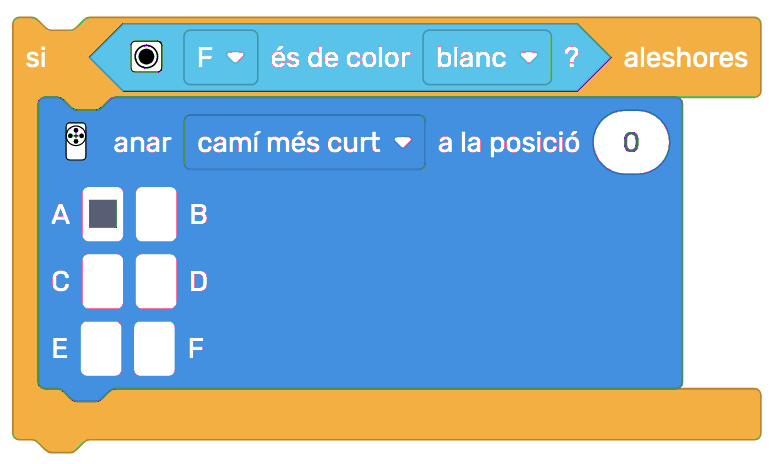 si F és de color blanc ? aleshores
anar camí més curt a la posició 0
A B
C D
E F